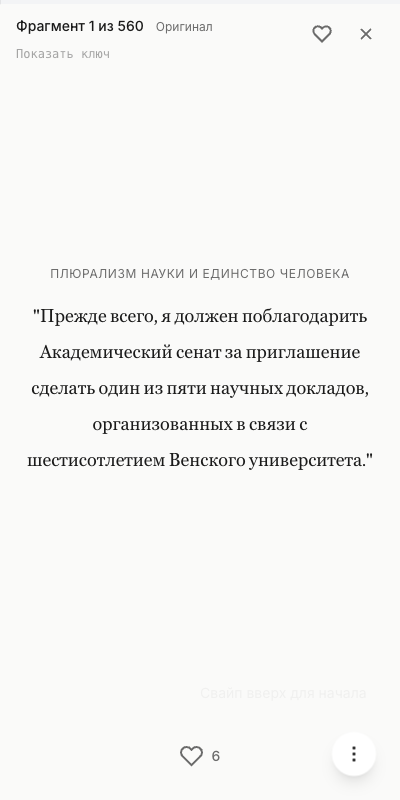 Фрагмент 1 из 560 Оригинал
Показать ключ
ПЛЮРАЛИЗМ НАУКИ И ЕДИНСТВО ЧЕЛОВЕКА
"Прежде всего, я должен поблагодарить
Академический сенат за приглашение
сделать один из пяти научных докладов,
организованных в связи с
шестисотлетием Венского университета."
Свайп вверх для начала
6